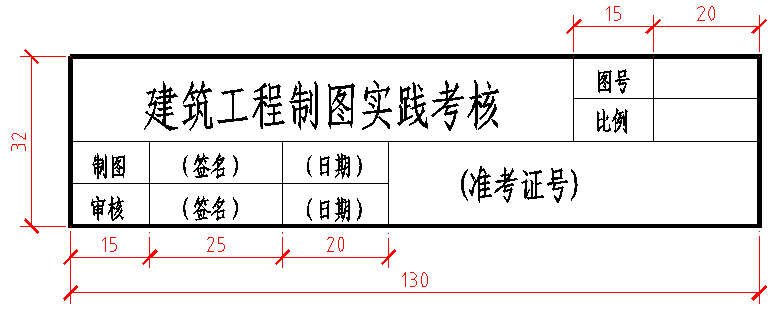 15 20
建筑工程制图实践考核
图号
比例
32
制图 (签名) (日期)
审核 (签名) (日期)
(准考证号)
15 25 20
130